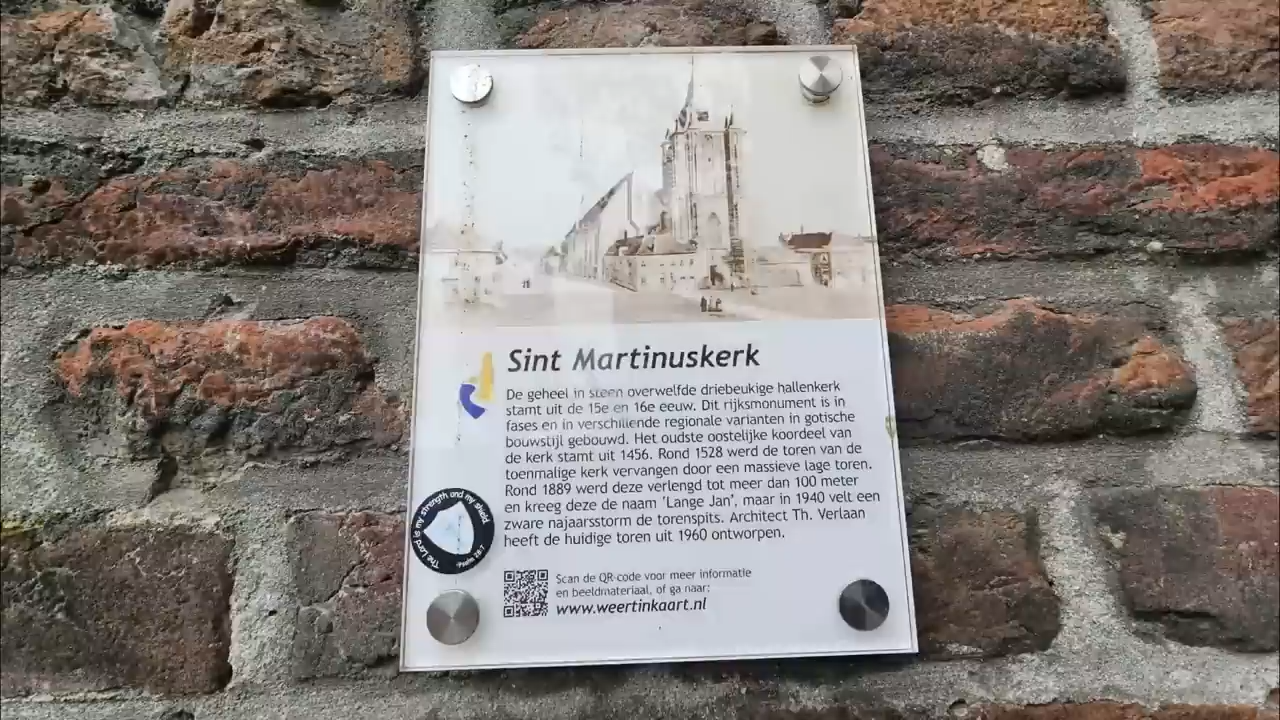 Sint Martinuskerk
De geheel in steen overwelfde driebeukige hallenkerk
stamt uit de 15e en 16e eeuw. Dit rijksmonument is in
fases en in verschillende regionale varianten in gotische
bouwstijl gebouwd. Het oudste oostelijke koordeel van
de kerk stamt uit 1456. Rond 1528 werd de toren van de
toenmalige kerk vervangen door een massieve lage toren.
Rond 1889 werd deze verlengd tot meer dan 100 meter
en kreeg deze de naam 'Lange Jan', maar in 1940 velt een
zware najaarsstorm de torenspits. Architect Th. Verlaan
heeft de huidige toren uit 1960 ontworpen.
The Lord is my strength and my shield
-Psalm 28:7
Scan de QR-code voor meer informatie
en beeldmateriaal, of ga naar:
www.weertinkaart.nl